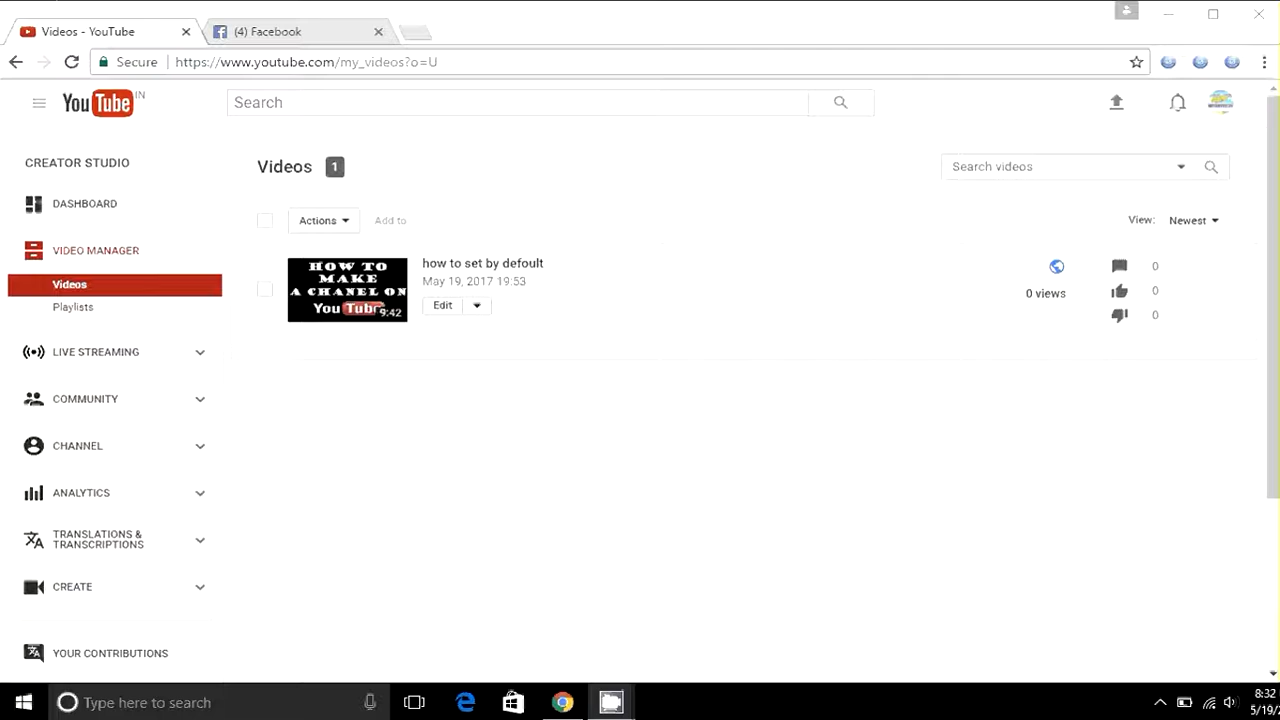 Videos - YouTube
(4) Facebook
Secure
https://www.youtube.com/my_videos?o=U
YouTube IN
Search
CREATOR STUDIO
Videos 1
Search videos
DASHBOARD
Actions
Add to
View:
Newest
VIDEO MANAGER
Videos
Playlists
HOW TO
MAKE
A CHANEL ON
YouTube
9:42
how to set by defoult
May 19, 2017 19:53
Edit
0 views
0
0
0
LIVE STREAMING
COMMUNITY
CHANNEL
ANALYTICS
TRANSLATIONS &
TRANSCRIPTIONS
CREATE
YOUR CONTRIBUTIONS
Type here to search
8:32
5/19/2